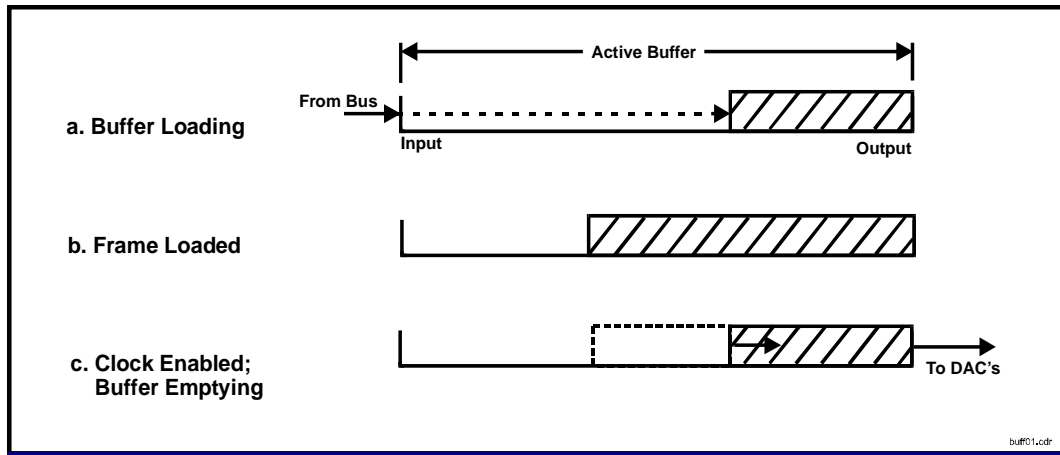 Active Buffer
From Bus
a. Buffer Loading
Input
Output
b. Frame Loaded
c. Clock Enabled;
Buffer Emptying
To DAC's
buff01.cdr